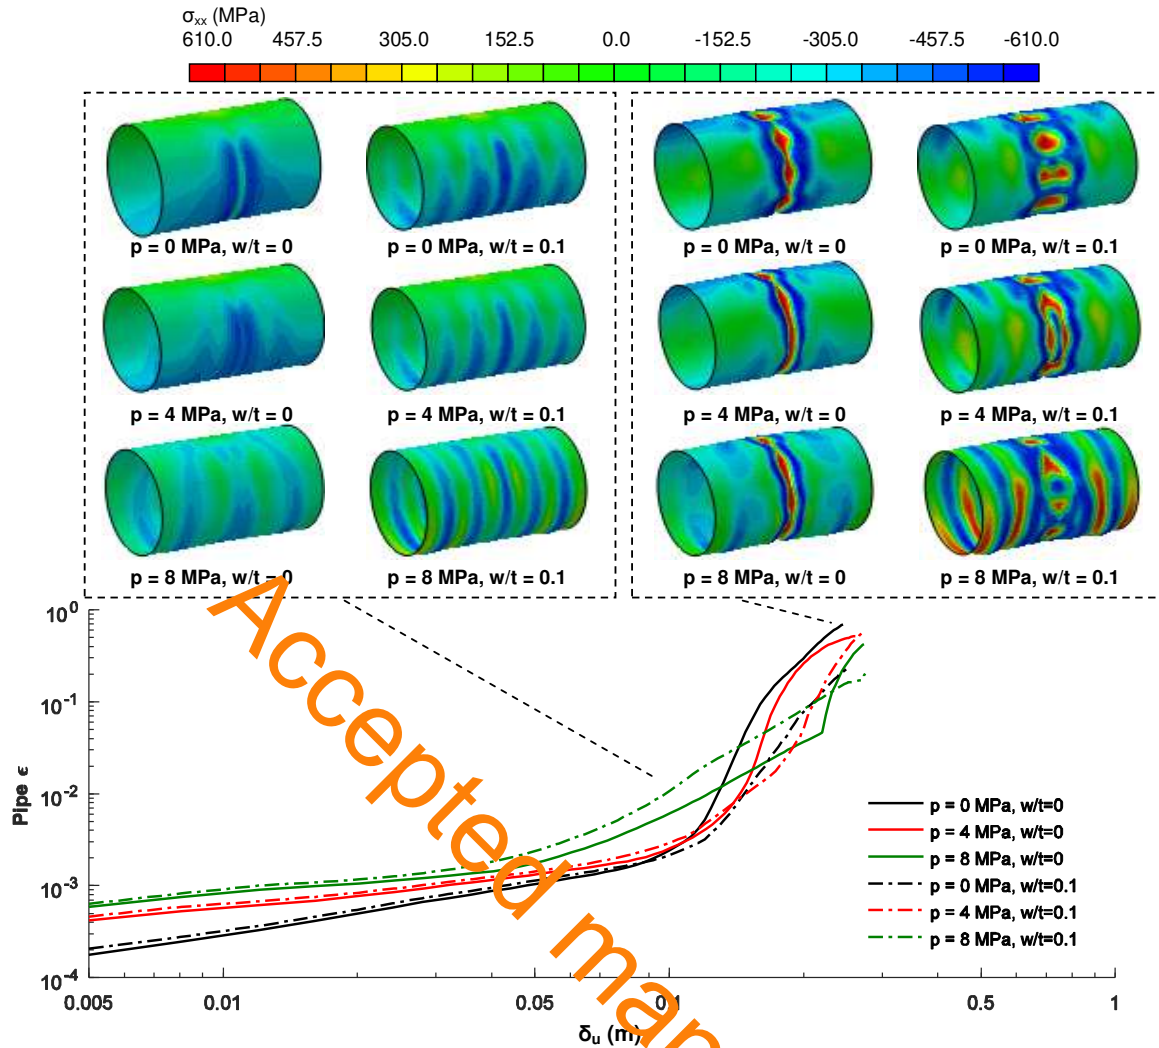 σxx (MPa)
610.0 457.5 305.0 152.5 0.0 -152.5 -305.0 -457.5 -610.0
p = 0 MPa, w/t = 0 p = 0 MPa, w/t = 0.1 p = 0 MPa, w/t = 0 p = 0 MPa, w/t = 0.1
p = 4 MPa, w/t = 0 p = 4 MPa, w/t = 0.1 p = 4 MPa, w/t = 0 p = 4 MPa, w/t = 0.1
p = 8 MPa, w/t = 0 p = 8 MPa, w/t = 0.1 p = 8 MPa, w/t = 0 p = 8 MPa, w/t = 0.1
10^0
10^-1
10^-2
10^-3
10^-4
Pipe ϵ
p = 0 MPa, w/t=0
p = 4 MPa, w/t=0
p = 8 MPa, w/t=0
p = 0 MPa, w/t=0.1
p = 4 MPa, w/t=0.1
p = 8 MPa, w/t=0.1
0.005 0.01 0.05 0.1 0.5 1
δu (m)
Accepted man